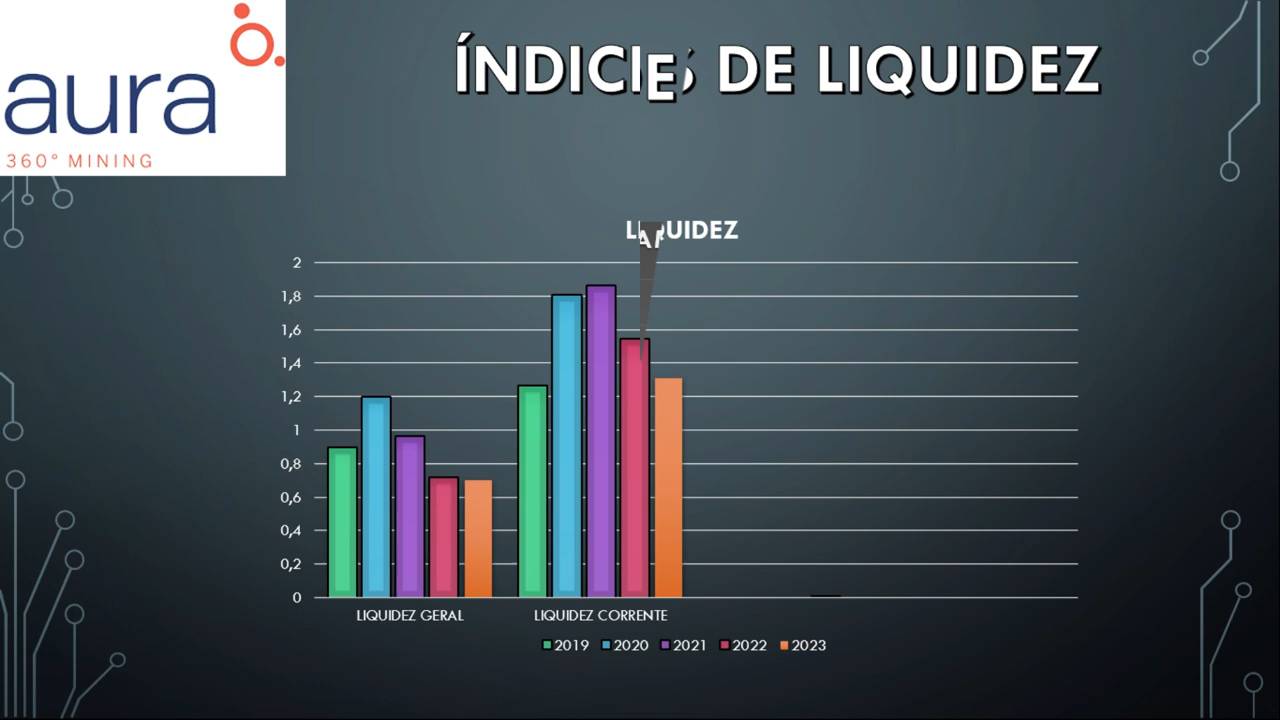 aura
360° MINING
ÍNDICES DE LIQUIDEZ
LIQUIDEZ
2
1,8
1,6
1,4
1,2
1
0,8
0,6
0,4
0,2
0
LIQUIDEZ GERAL LIQUIDEZ CORRENTE
2019 2020 2021 2022 2023